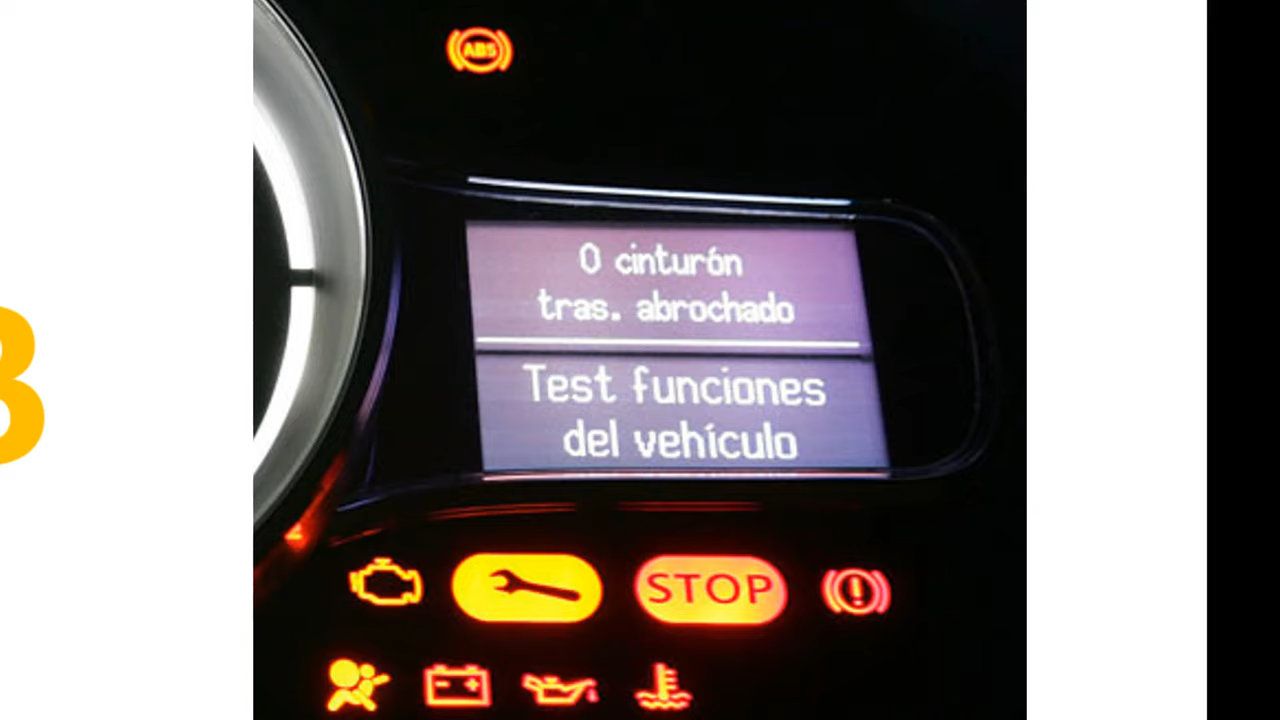 ABS
0 cinturón
tras. abrochado
Test funciones
del vehículo
STOP